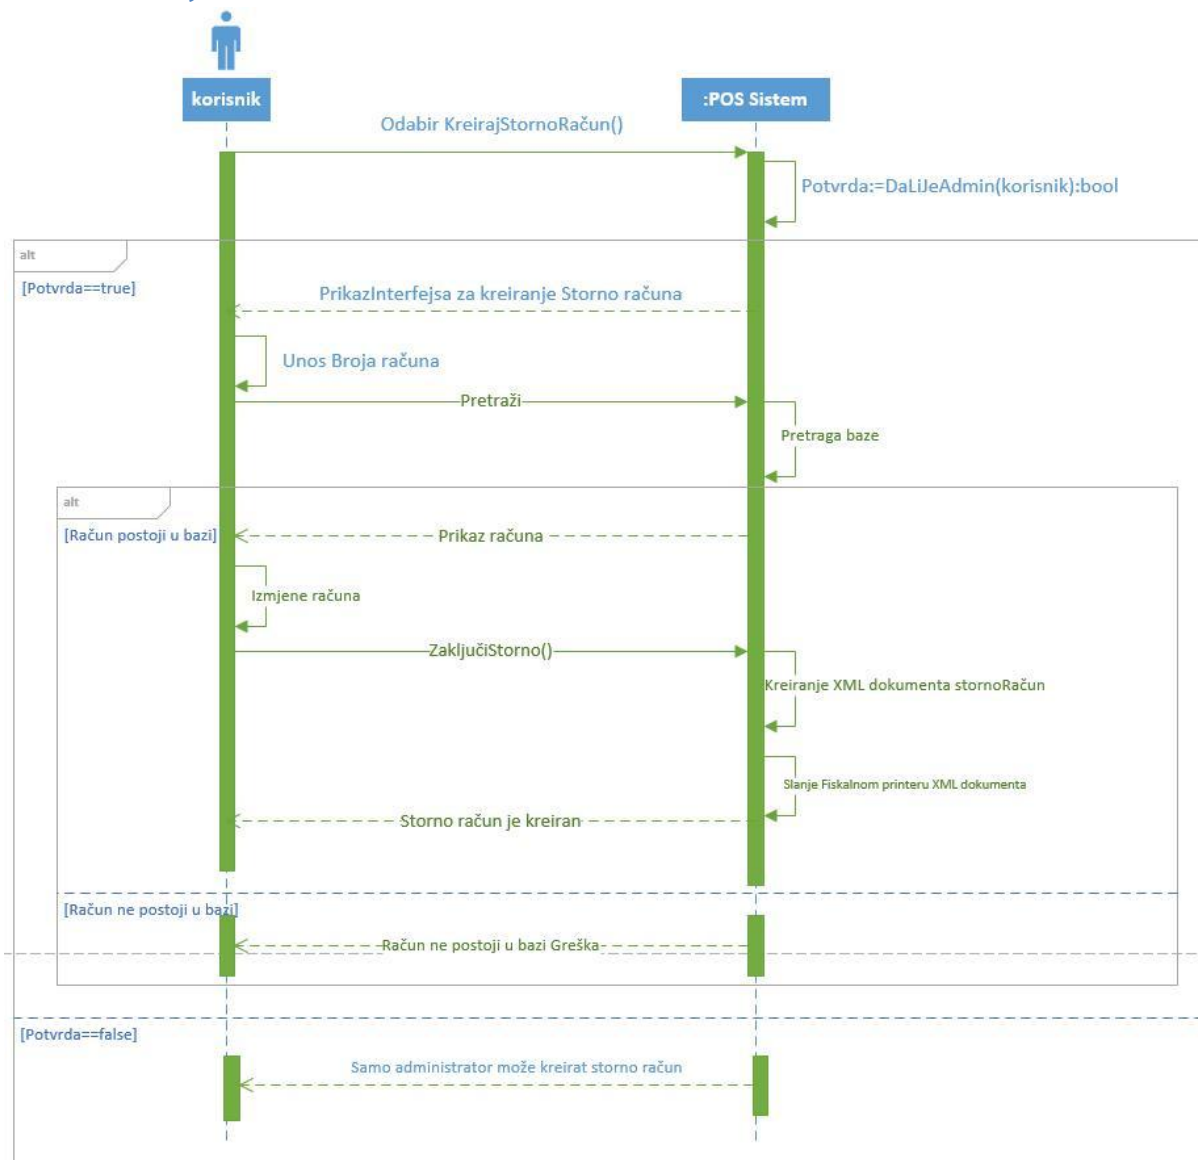 korisnik
:POS Sistem
Odabir KreirajStornoRačun()
Potvrda:=DaLiJeAdmin(korisnik):bool
alt
[Potvrda==true]
PrikazInterfejsa za kreiranje Storno računa
Unos Broja računa
Pretraži
Pretraga baze
alt
[Račun postoji u bazi]
Prikaz računa
Izmjene računa
ZaključiStorno()
Kreiranje XML dokumenta stornoRačun
Slanje Fiskalnom printeru XML dokumenta
Storno račun je kreiran
[Račun ne postoji u bazi]
Račun ne postoji u bazi Greška
[Potvrda==false]
Samo administrator može kreirat storno račun